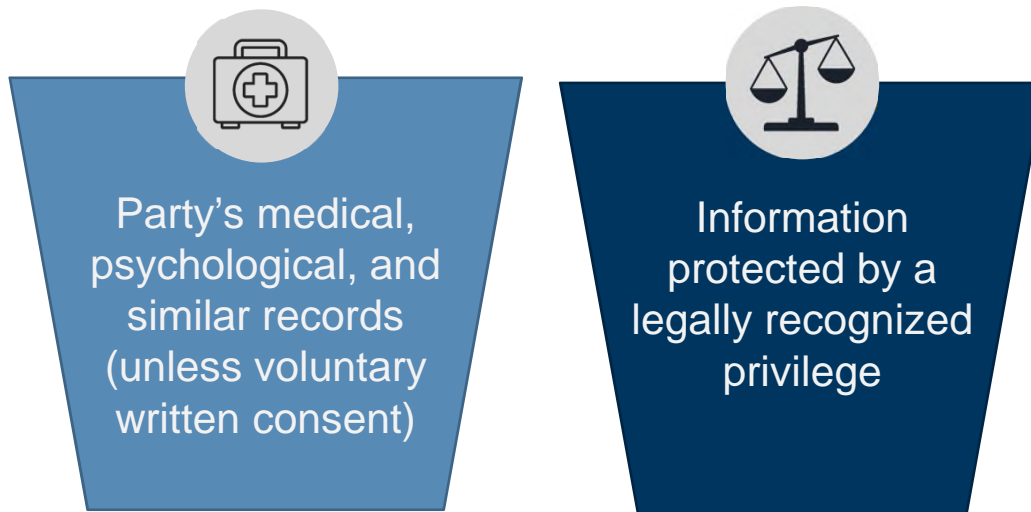 Party’s medical,
psychological, and
similar records
(unless voluntary
written consent)
Information
protected by a
legally recognized
privilege